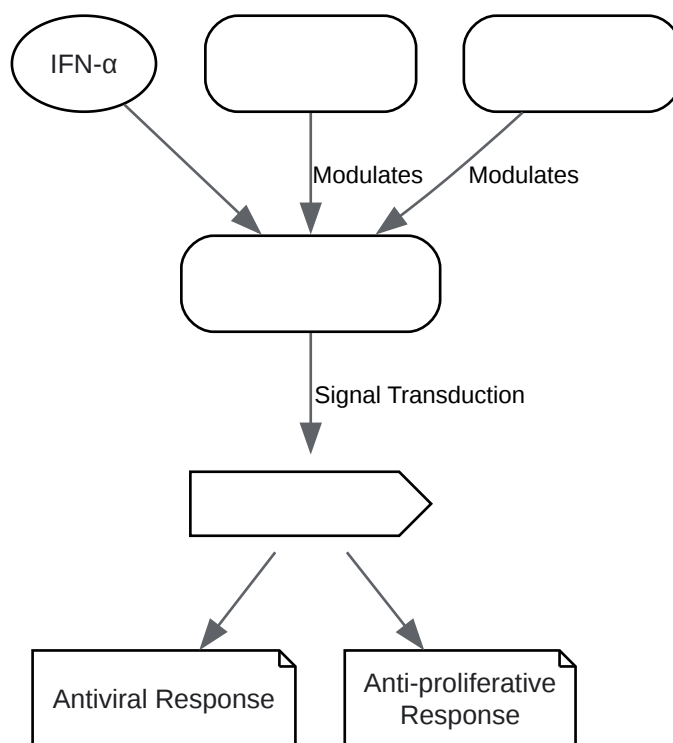 IFN-α
Modulates
Modulates
Signal Transduction
Antiviral Response
Anti-proliferative
Response